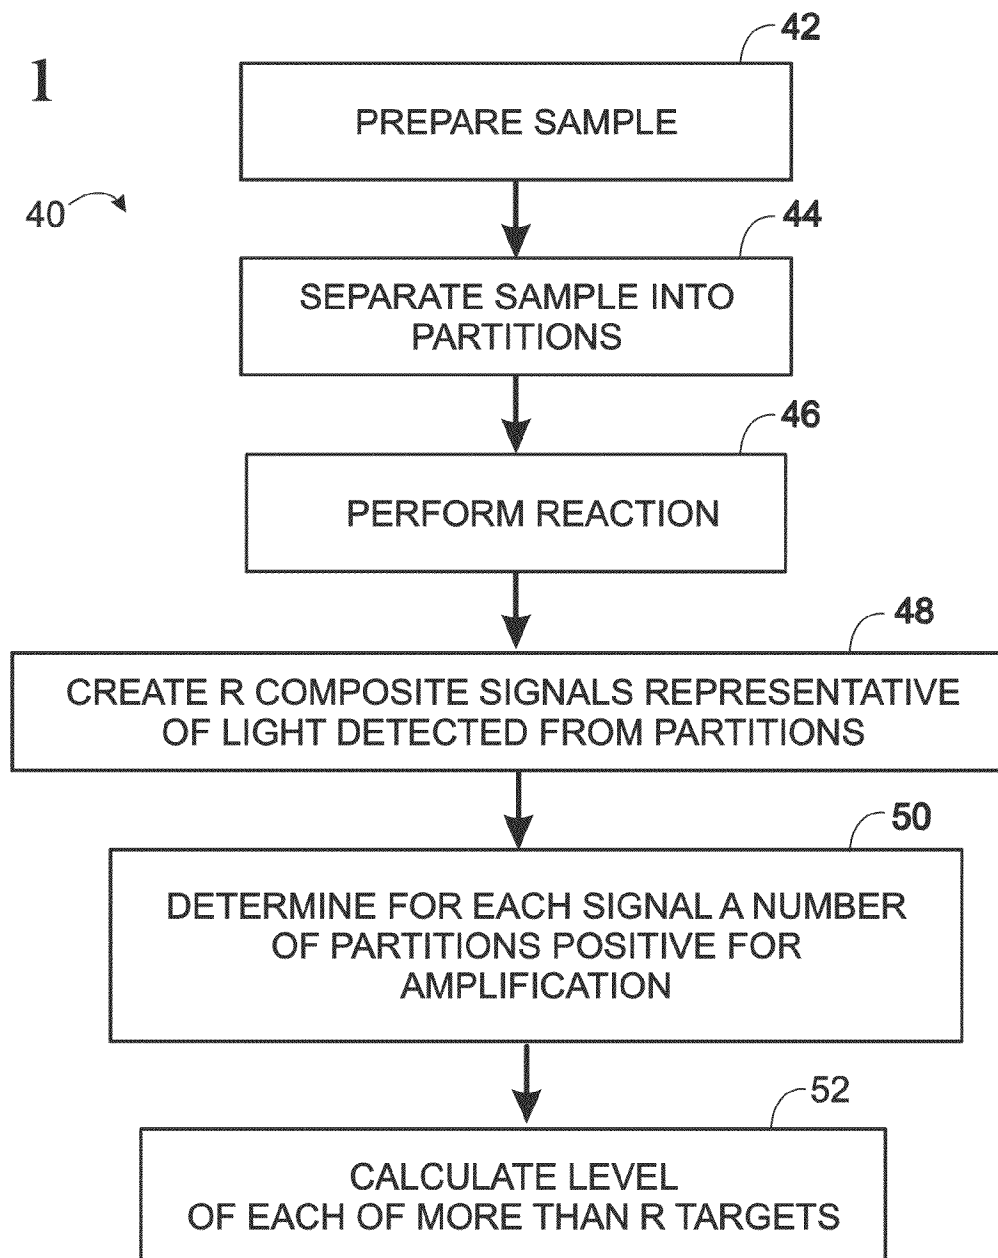 1
40
42
PREPARE SAMPLE
44
SEPARATE SAMPLE INTO
PARTITIONS
46
PERFORM REACTION
48
CREATE R COMPOSITE SIGNALS REPRESENTATIVE
OF LIGHT DETECTED FROM PARTITIONS
50
DETERMINE FOR EACH SIGNAL A NUMBER
OF PARTITIONS POSITIVE FOR
AMPLIFICATION
52
CALCULATE LEVEL
OF EACH OF MORE THAN R TARGETS